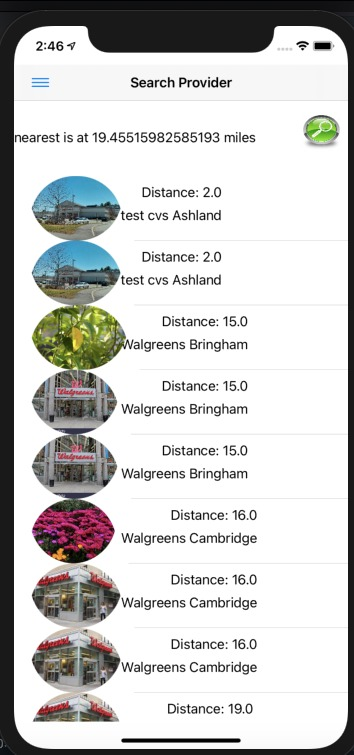 2:46
Search Provider
nearest is at 19.45515982585193 miles
Distance: 2.0
test cvs Ashland
Distance: 2.0
test cvs Ashland
Distance: 15.0
Walgreens Bringham
Walgreens
Distance: 15.0
Walgreens Bringham
Walgreens
Distance: 15.0
Walgreens Bringham
Distance: 16.0
Walgreens Cambridge
Distance: 16.0
Walgreens Cambridge
Distance: 16.0
Walgreens Cambridge
Distance: 19.0